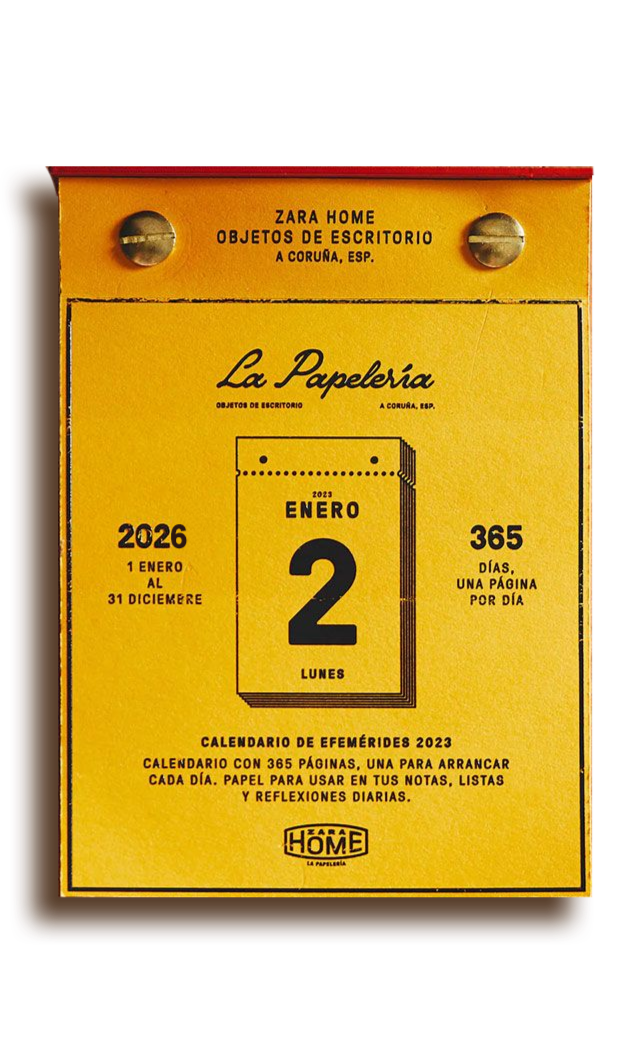 ZARA HOME
OBJETOS DE ESCRITORIO
A CORUÑA, ESP.
La Papelería
OBJETOS DE ESCRITORIO A CORUÑA, ESP.
2023
ENERO
2
LUNES
2026
1 ENERO
AL
31 DICIEMBRE
365
DÍAS,
UNA PÁGINA
POR DÍA
CALENDARIO DE EFEMÉRIDES 2023
CALENDARIO CON 365 PÁGINAS, UNA PARA ARRANCAR
CADA DÍA. PAPEL PARA USAR EN TUS NOTAS, LISTAS
Y REFLEXIONES DIARIAS.
ZARA
HOME
LA PAPELERÍA